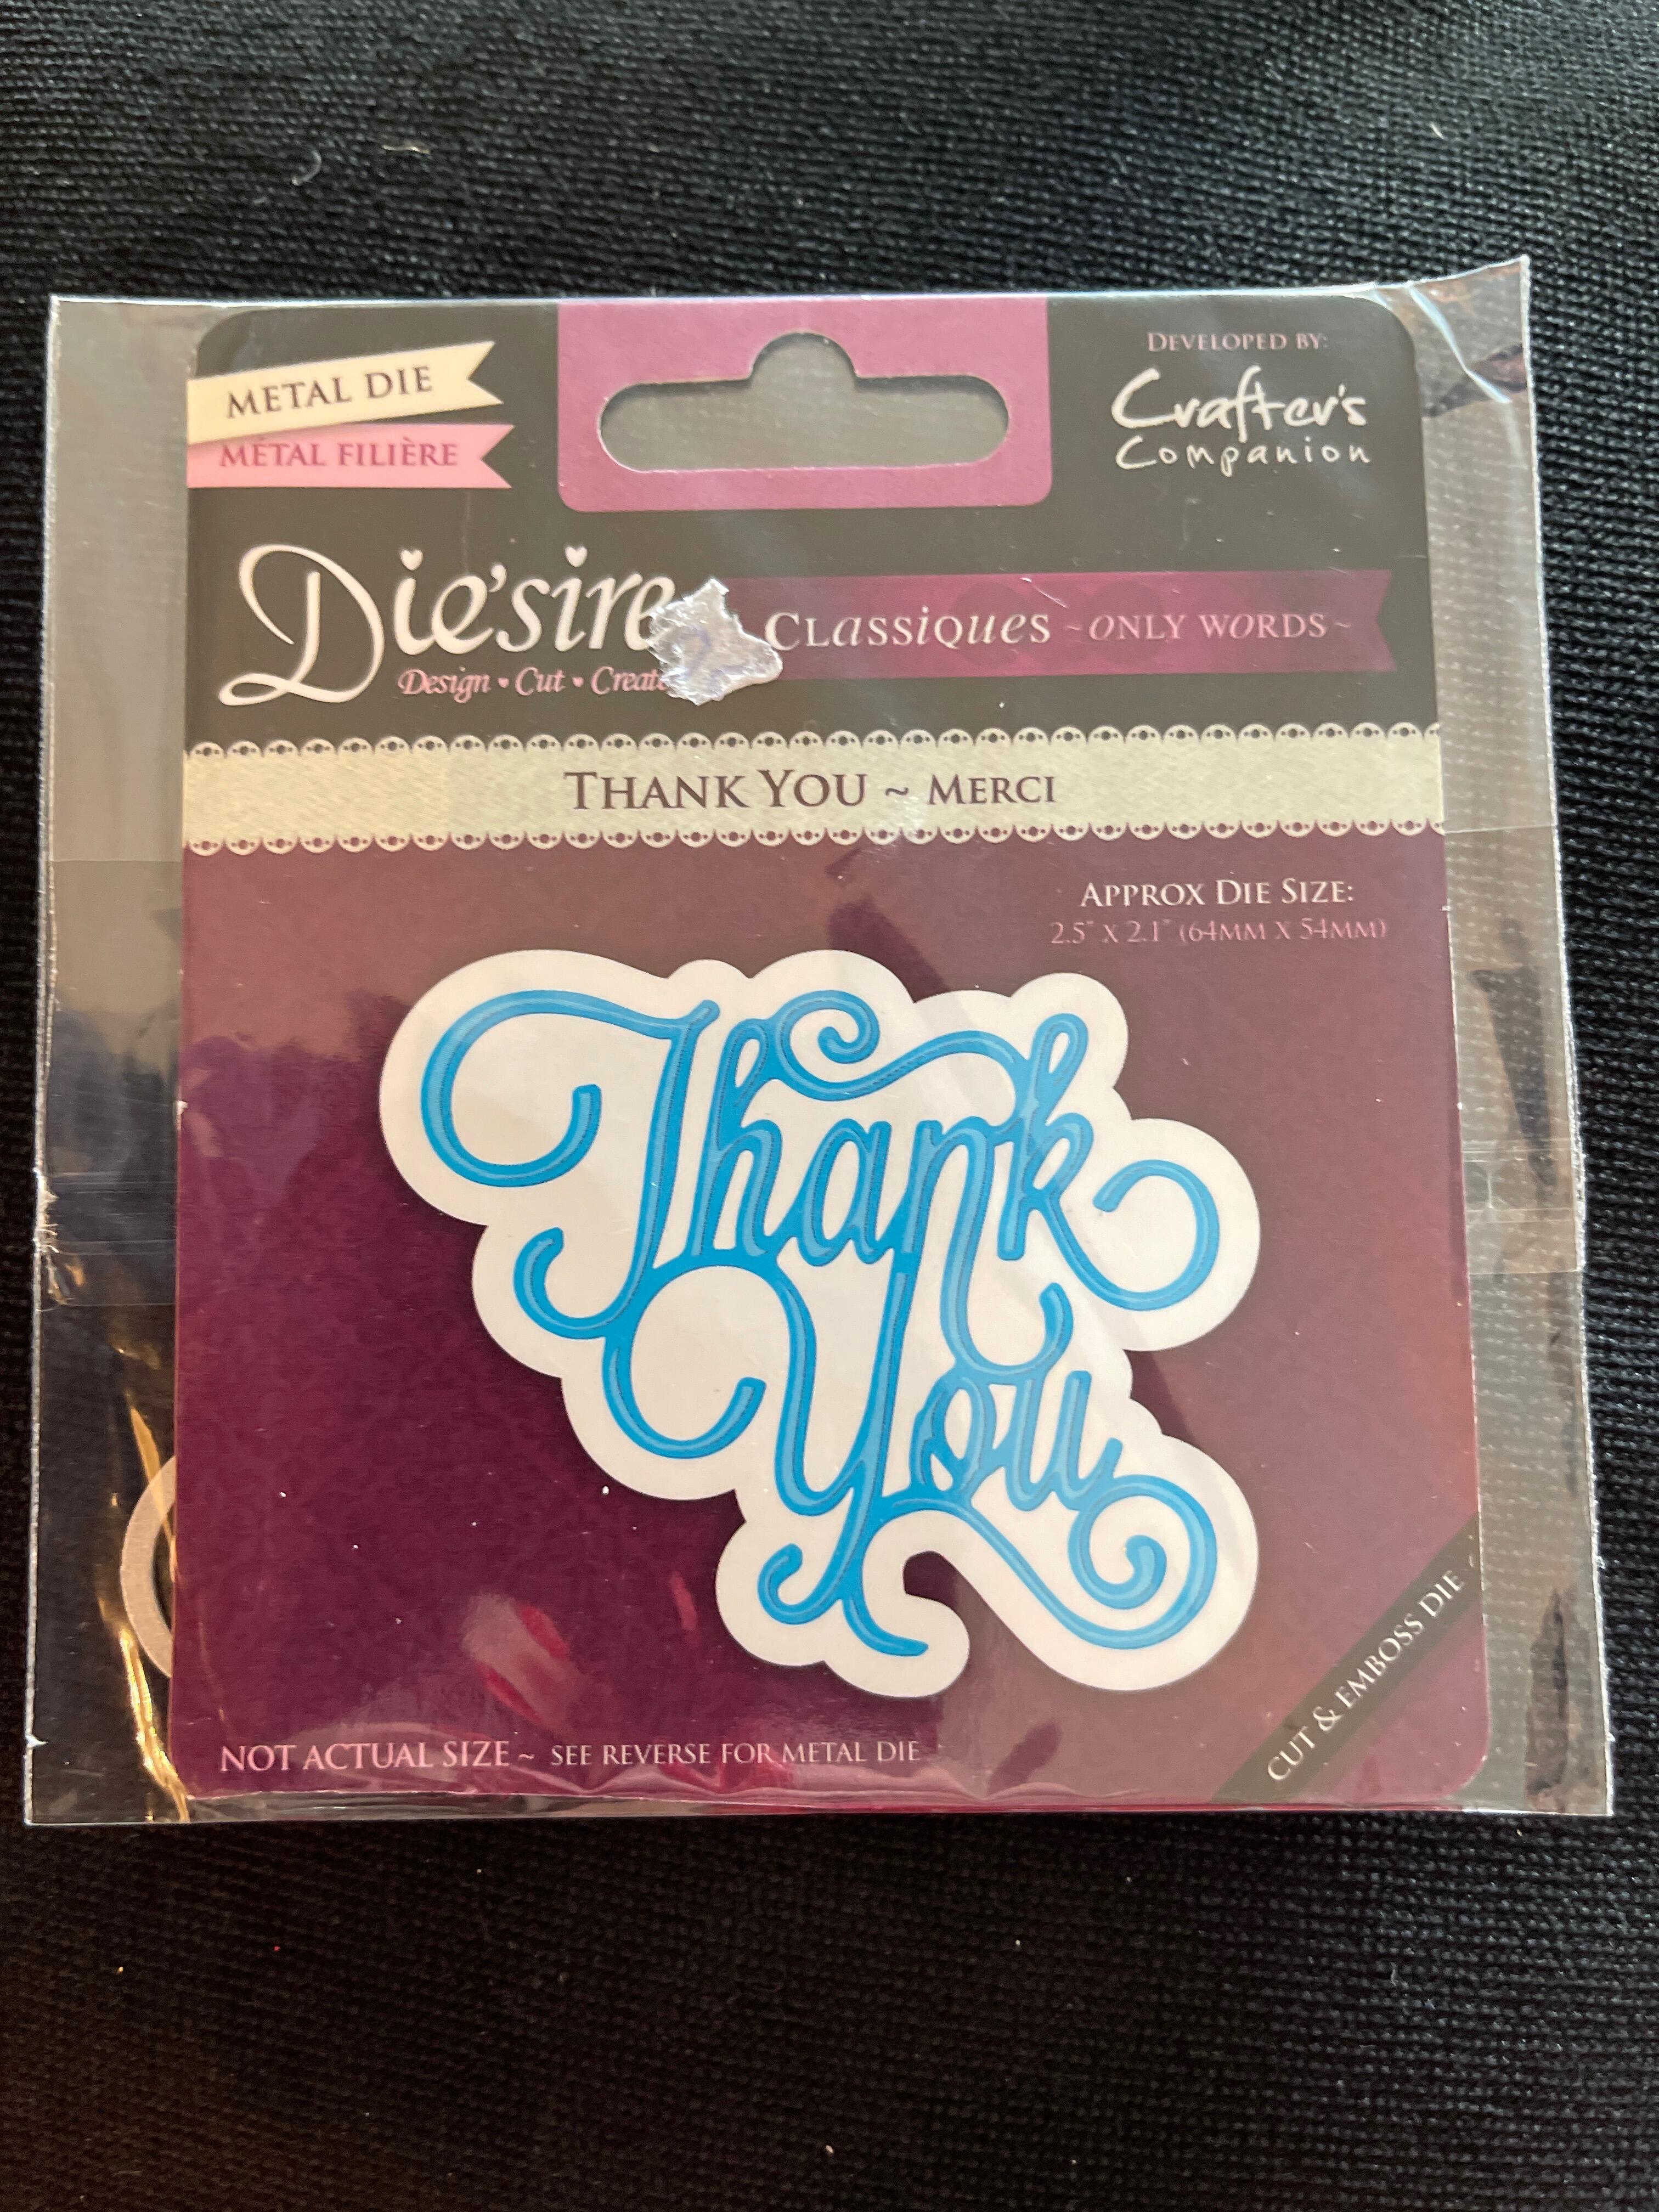 METAL DIE
MÉTAL FILIÈRE
DEVELOPED BY:
Crafter's
Companion
Die'sire
Design • Cut • Create
CLASSIQUES ~ONLY WORDS~
THANK YOU ~ MERCI
APPROX DIE SIZE:
2.5" X 2.1" (64MM X 54MM)
Thank
You
NOT ACTUAL SIZE ~ SEE REVERSE FOR METAL DIE
CUT & EMBOSS DIE